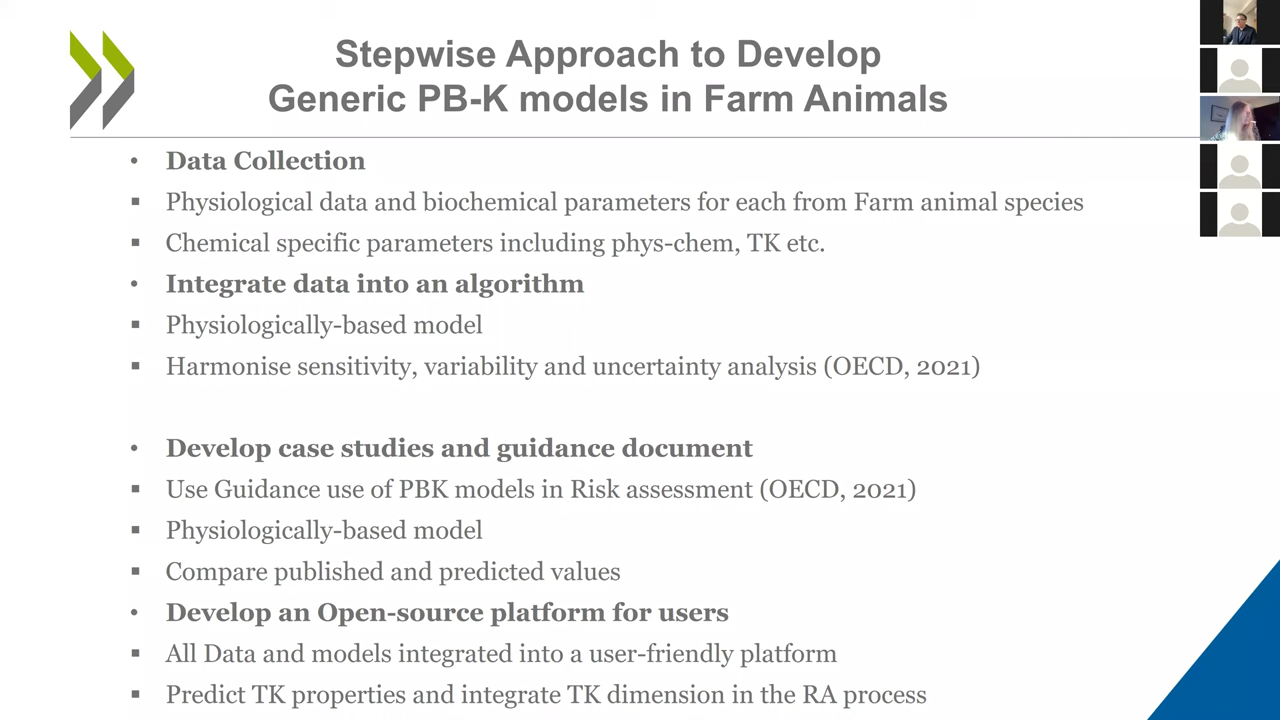 Stepwise Approach to Develop
Generic PB-K models in Farm Animals
• Data Collection
▪ Physiological data and biochemical parameters for each from Farm animal species
▪ Chemical specific parameters including phys-chem, TK etc.
• Integrate data into an algorithm
▪ Physiologically-based model
▪ Harmonise sensitivity, variability and uncertainty analysis (OECD, 2021)
• Develop case studies and guidance document
▪ Use Guidance use of PBK models in Risk assessment (OECD, 2021)
▪ Physiologically-based model
▪ Compare published and predicted values
• Develop an Open-source platform for users
▪ All Data and models integrated into a user-friendly platform
▪ Predict TK properties and integrate TK dimension in the RA process